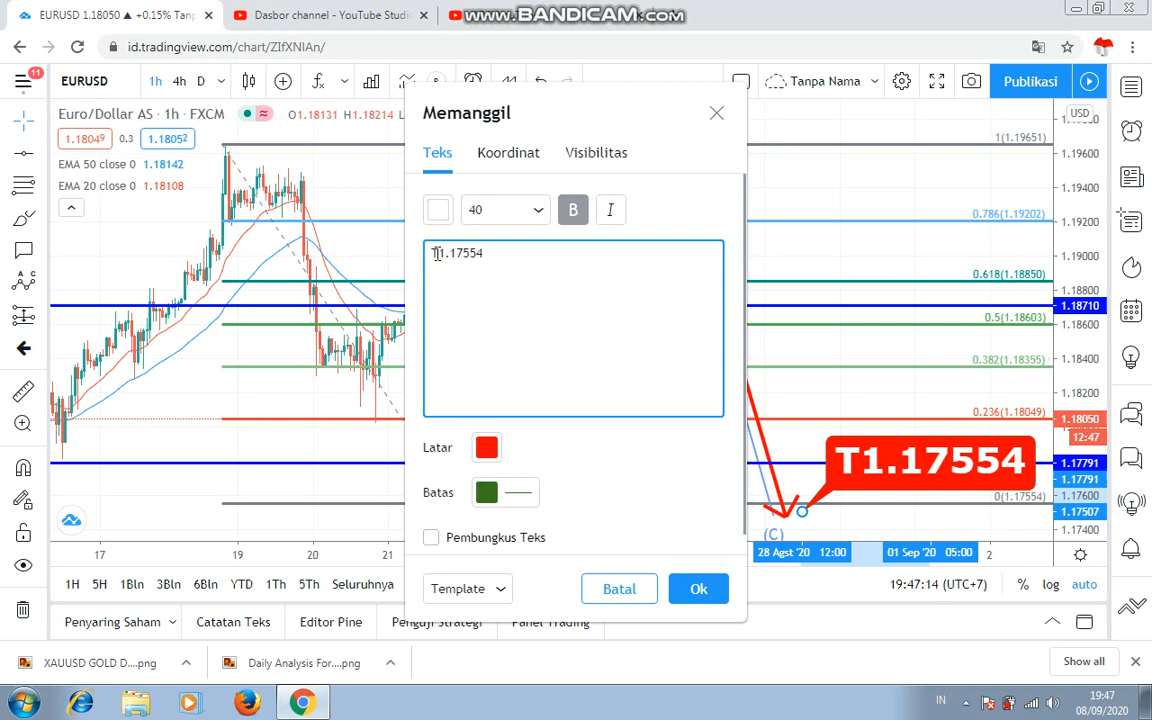 EURUSD 1.18050 ▲ +0.15% Tanp
Dasbor channel - YouTube Studi
www.BANDICAM.com
id.tradingview.com/chart/ZIfXNIAn/
11
EURUSD
1h 4h D
Tanpa Nama
Publikasi
Euro/Dollar AS · 1h · FXCM
O1.18131 H1.18214 L
1.18049 0.3 1.18052
EMA 50 close 0 1.18142
EMA 20 close 0 1.18108
Memanggil
Teks Koordinat Visibilitas
40 B I
T1.17554
Latar
Batas
Pembungkus Teks
Template
Batal
Ok
USD
1(1.19651)
1.19600
1.19400
0.786(1.19202)
1.19200
1.19000
0.618(1.18850)
1.18800
1.18710
0.5(1.18603)
1.18600
0.382(1.18355)
1.18400
1.18200
0.236(1.18049)
1.18050
12:47
1.17791
1.17791
T1.17554
0(1.17554)
1.17600
1.17507
1.17400
(C)
17 19 20 21
28 Agst '20 12:00
01 Sep '20 05:00
2
1H 5H 1Bln 3Bln 6Bln YTD 1Th 5Th Seluruhnya
19:47:14 (UTC+7)
% log auto
Penyaring Saham
Catatan Teks
Editor Pine
Penguji Strategi
Panel Trading
XAUUSD GOLD D....png
Daily Analysis For....png
Show all
IN
19:47
08/09/2020